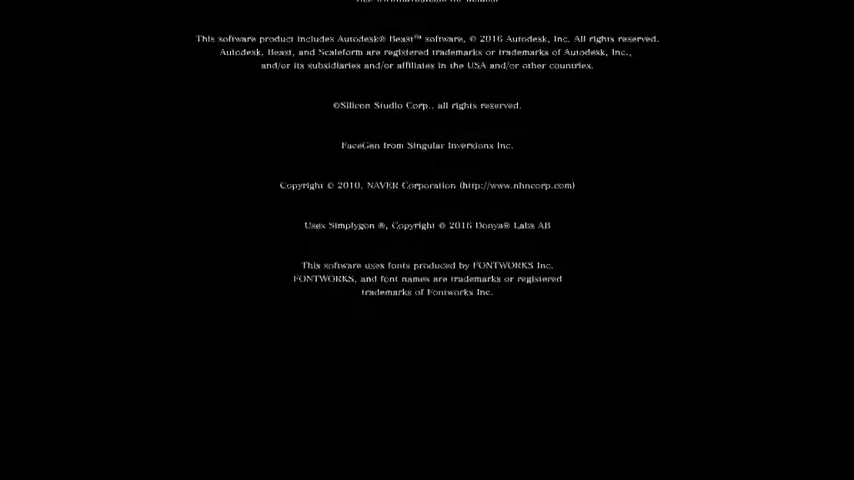 This software product includes Autodesk® Beast™ software, © 2016 Autodesk, Inc. All rights reserved.
Autodesk, Beast, and Scaleform are registered trademarks or trademarks of Autodesk, Inc.,
and/or its subsidiaries and/or affiliates in the USA and/or other countries.
©Silicon Studio Corp., all rights reserved.
FaceGen from Singular Inversions Inc.
Copyright © 2010, NAVER Corporation (http://www.nhncorp.com)
Uses Simplygon ®, Copyright © 2016 Donya® Labs AB
This software uses fonts produced by FONTWORKS Inc.
FONTWORKS, and font names are trademarks or registered
trademarks of Fontworks Inc.